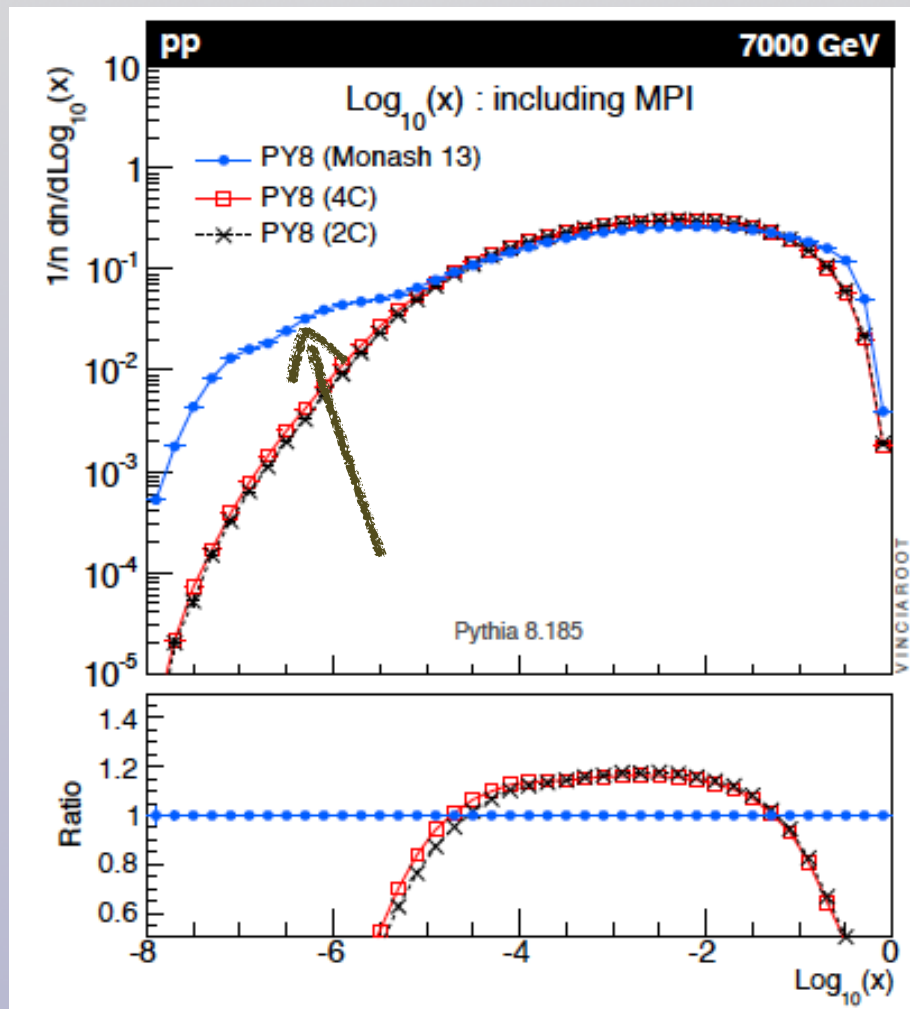 pp 7000 GeV
Log10(x) : including MPI
PY8 (Monash 13)
PY8 (4C)
PY8 (2C)
1/n dn/dLog10(x)
10
1
10^-1
10^-2
10^-3
10^-4
10^-5
Pythia 8.185
VINCIAROOT
Ratio
1.4
1.2
1
0.8
0.6
-8 -6 -4 -2 0
Log10(x)